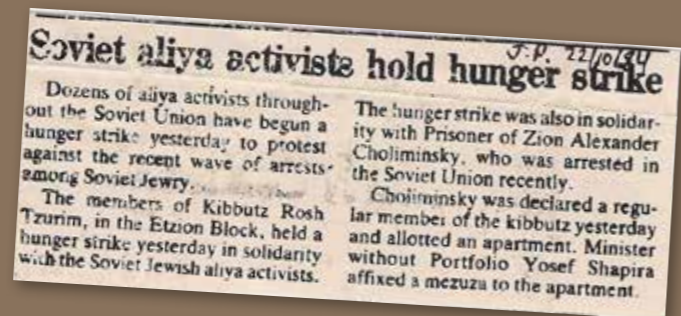 J.P. 22/10/84
Soviet aliya activists hold hunger strike
Dozens of aliya activists through-
out the Soviet Union have begun a
hunger strike yesterday to protest
against the recent wave of arrests
among Soviet Jewry.
The members of Kibbutz Rosh
Tzurim, in the Etzion Block, held a
hunger strike yesterday in solidarity
with the Soviet Jewish aliya activists.
The hunger strike was also in solidar-
ity with Prisoner of Zion Alexander
Choliminsky, who was arrested in
the Soviet Union recently.
Choliminsky was declared a regu-
lar member of the kibbutz yesterday
and allotted an apartment. Minister
without Portfolio Yosef Shapira
affixed a mezuza to the apartment.